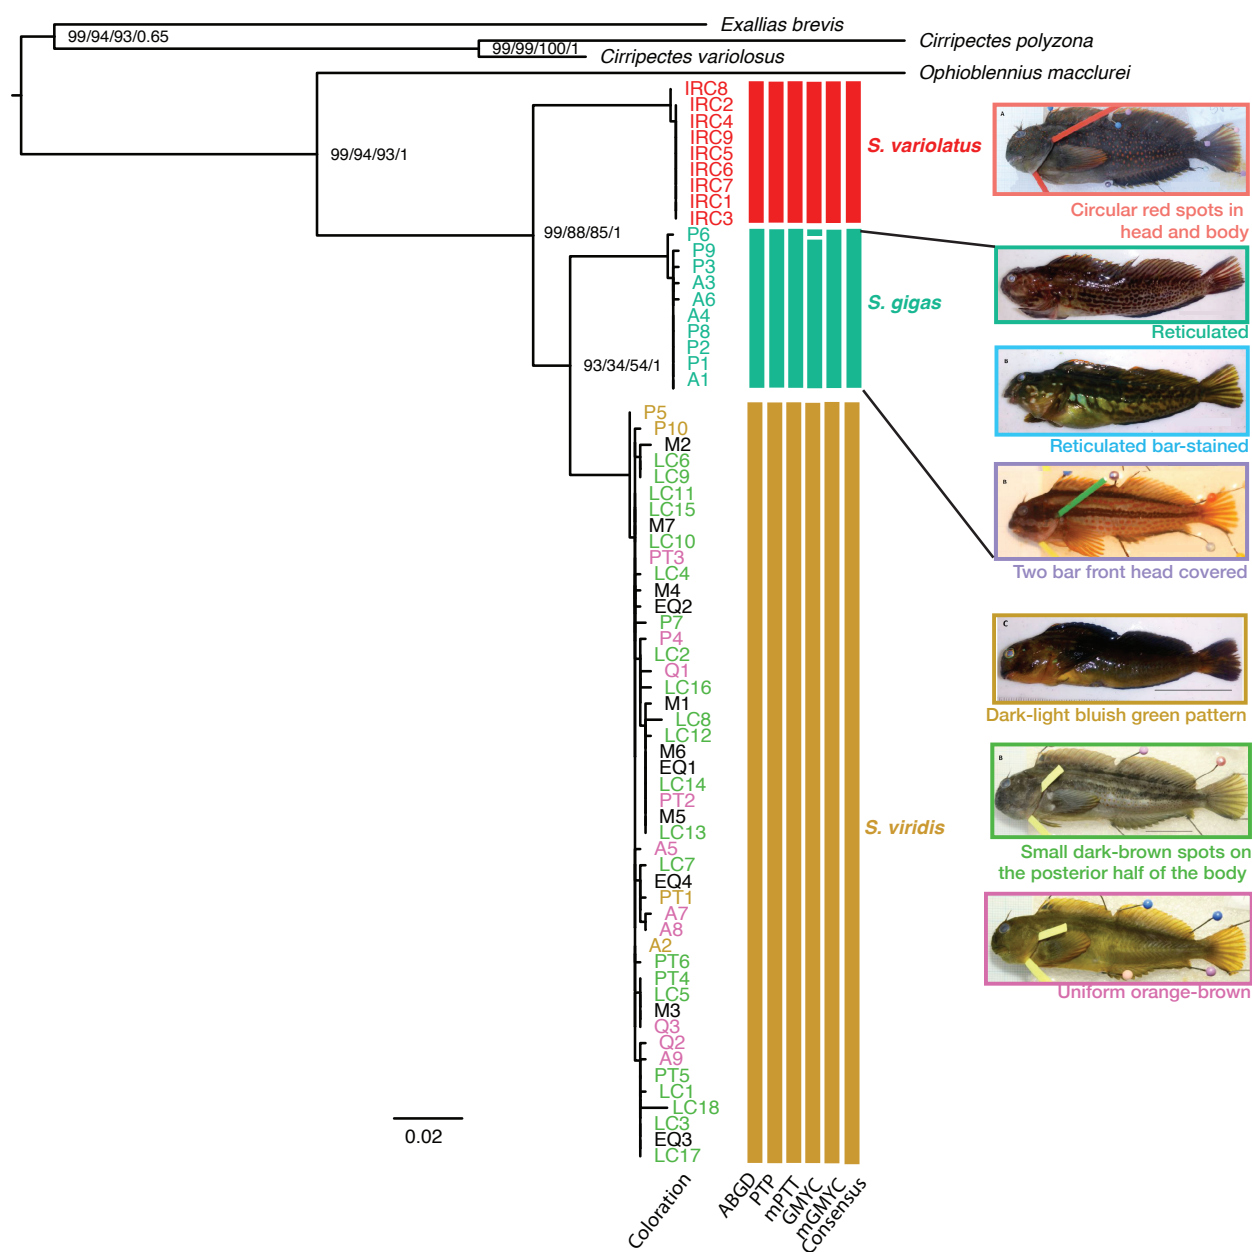 Exallias brevis
99/94/93/0.65
Cirripectes polyzona
99/99/100/1
Cirripectes variolosus
Ophioblennius macclurei
IRC8
IRC2
IRC4
IRC9
IRC5
IRC6
IRC7
IRC1
IRC3
99/94/93/1
S. variolatus
A
Circular red spots in
head and body
99/88/85/1
P6
P9
P3
A3
A6
A4
P8
P2
P1
A1
93/34/54/1
S. gigas
Reticulated
B
Reticulated bar-stained
B
Two bar front head covered
P5
P10
M2
LC6
LC9
LC11
LC15
M7
LC10
PT3
LC4
M4
EQ2
P7
P4
LC2
Q1
LC16
M1
LC8
LC12
M6
EQ1
LC14
PT2
M5
LC13
A5
LC7
EQ4
PT1
A7
A8
A2
PT6
PT4
LC5
M3
Q3
Q2
A9
PT5
LC1
LC18
LC3
EQ3
LC17
S. viridis
C
Dark-light bluish green pattern
B
Small dark-brown spots on
the posterior half of the body
Uniform orange-brown
0.02
Coloration
ABGD
PTP
mPTT
GMYC
mGMYC
Consensus